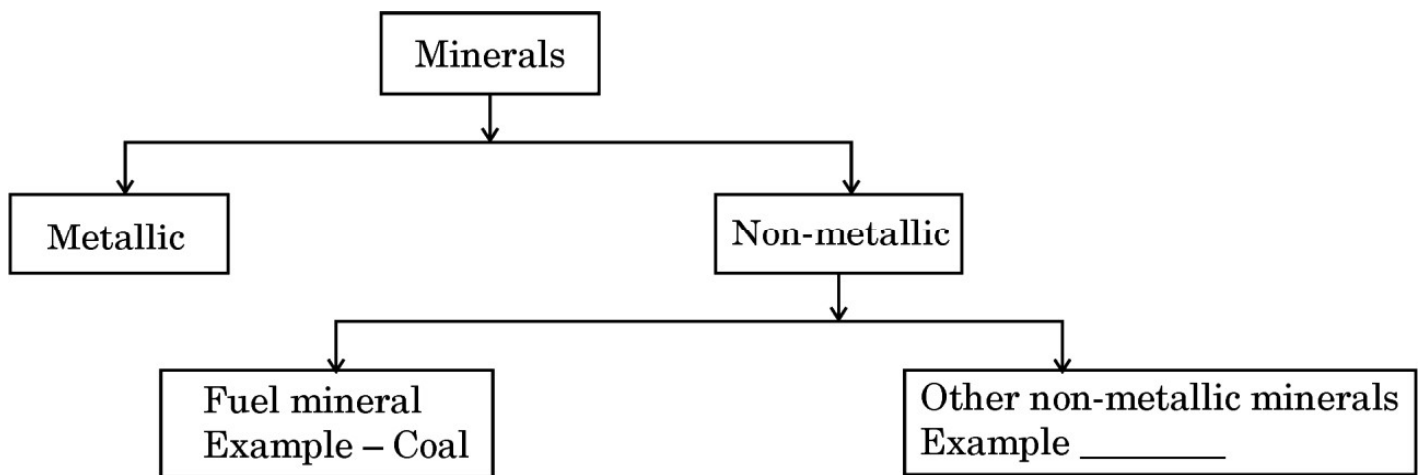 Minerals
Metallic
Non-metallic
Fuel mineral
Example – Coal
Other non-metallic minerals
Example ________